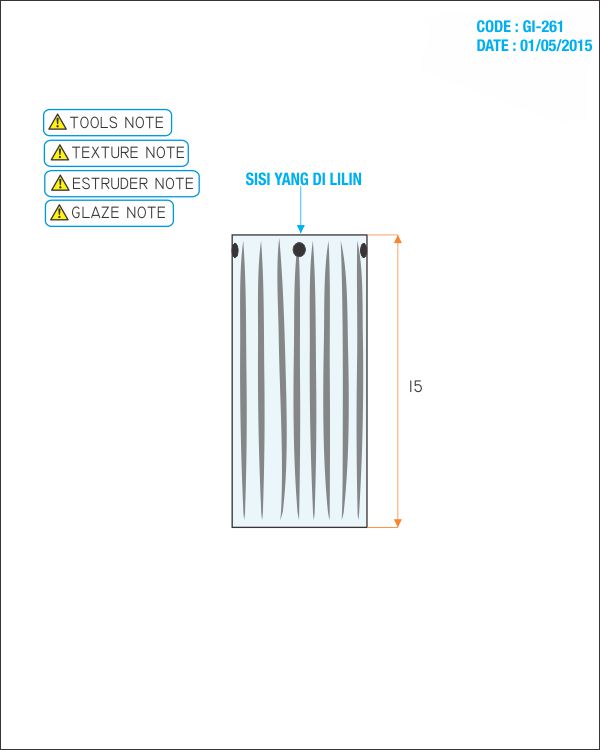 CODE : GI-261
DATE : 01/05/2015
TOOLS NOTE
TEXTURE NOTE
ESTRUDER NOTE
GLAZE NOTE
SISI YANG DI LILIN
15